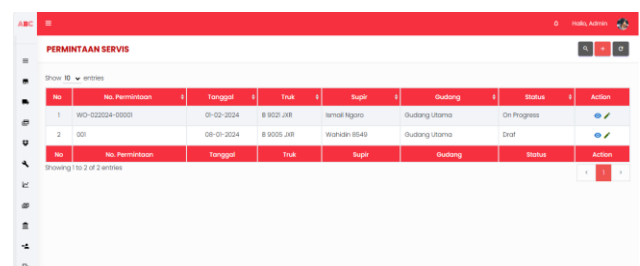 ABC
Hallo, Admin
PERMINTAAN SERVIS
Show 10 entries
No No. Permintaan Tanggal Truk Supir Gudang Status Action
1 WO-022024-00001 01-02-2024 B 9021 JXR Ismail Ngoro Gudang Utama On Progress
2 001 08-01-2024 B 9005 JXR Wahidin 8549 Gudang Utama Draf
No No. Permintaan Tanggal Truk Supir Gudang Status Action
Showing 1 to 2 of 2 entries
1